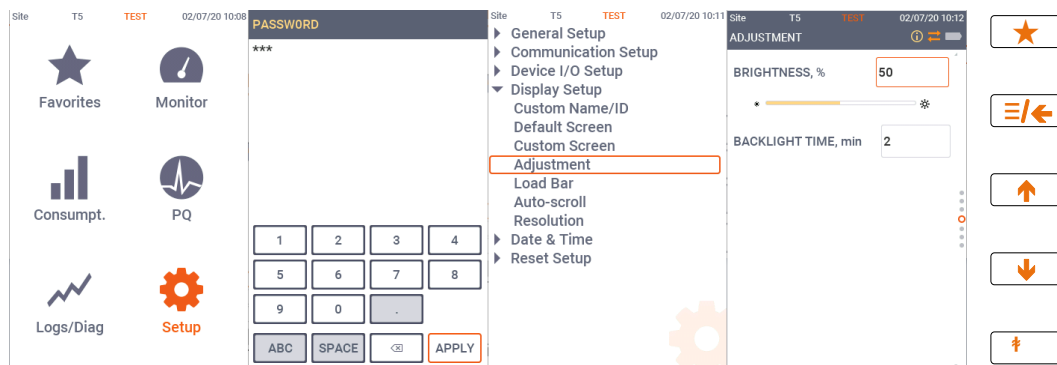 Site T5 TEST 02/07/20 10:08
Favorites
Monitor
Consumpt.
PQ
Logs/Diag
Setup
PASSW0RD
***
1 2 3 4
5 6 7 8
9 0 .
ABC SPACE APPLY
Site T5 TEST 02/07/20 10:11
General Setup
Communication Setup
Device I/O Setup
Display Setup
Custom Name/ID
Default Screen
Custom Screen
Adjustment
Load Bar
Auto-scroll
Resolution
Date & Time
Reset Setup
Site T5 TEST 02/07/20 10:12
ADJUSTMENT
BRIGHTNESS, % 50
BACKLIGHT TIME, min 2